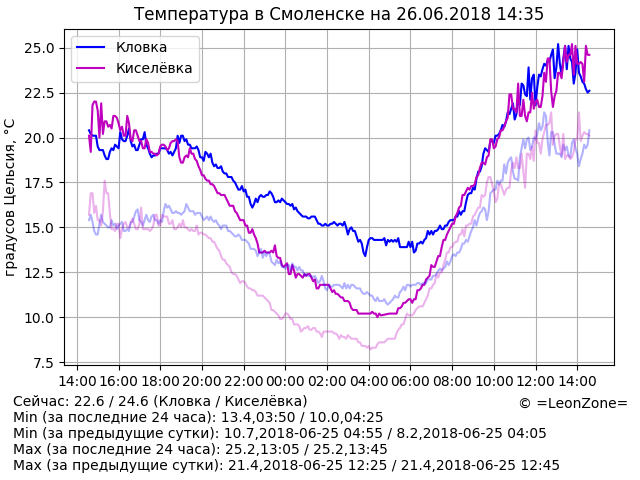 Температура в Смоленске на 26.06.2018 14:35
градусов Цельсия, °C
25.0
22.5
20.0
17.5
15.0
12.5
10.0
7.5
Кловка
Киселёвка
14:00 16:00 18:00 20:00 22:00 00:00 02:00 04:00 06:00 08:00 10:00 12:00 14:00
Сейчас: 22.6 / 24.6 (Кловка / Киселёвка)
© =LeonZone=
Min (за последние 24 часа): 13.4,03:50 / 10.0,04:25
Min (за предыдущие сутки): 10.7,2018-06-25 04:55 / 8.2,2018-06-25 04:05
Max (за последние 24 часа): 25.2,13:05 / 25.2,13:45
Max (за предыдущие сутки): 21.4,2018-06-25 12:25 / 21.4,2018-06-25 12:45